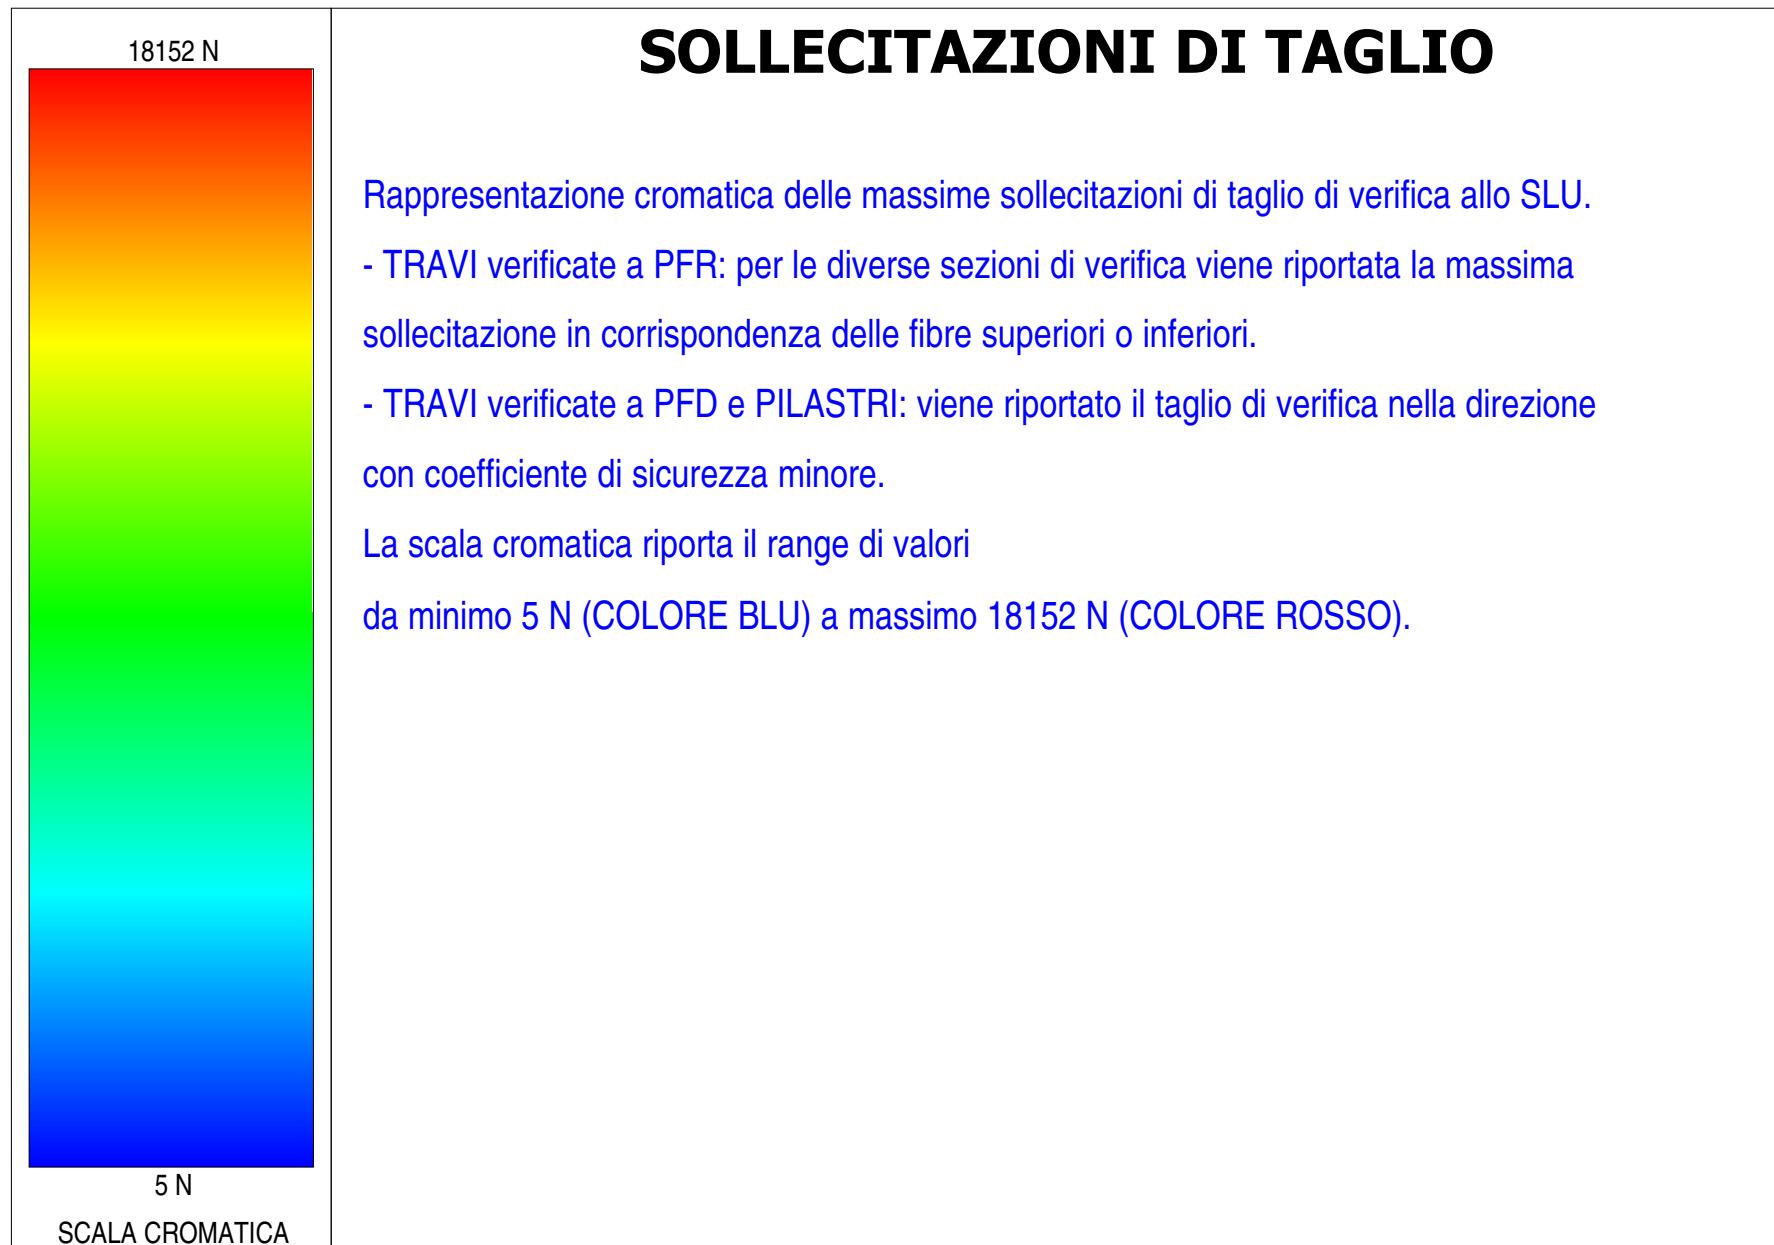 18152 N
5 N
SCALA CROMATICA
SOLLECITAZIONI DI TAGLIO
Rappresentazione cromatica delle massime sollecitazioni di taglio di verifica allo SLU.
- TRAVI verificate a PFR: per le diverse sezioni di verifica viene riportata la massima
sollecitazione in corrispondenza delle fibre superiori o inferiori.
- TRAVI verificate a PFD e PILASTRI: viene riportato il taglio di verifica nella direzione
con coefficiente di sicurezza minore.
La scala cromatica riporta il range di valori
da minimo 5 N (COLORE BLU) a massimo 18152 N (COLORE ROSSO).